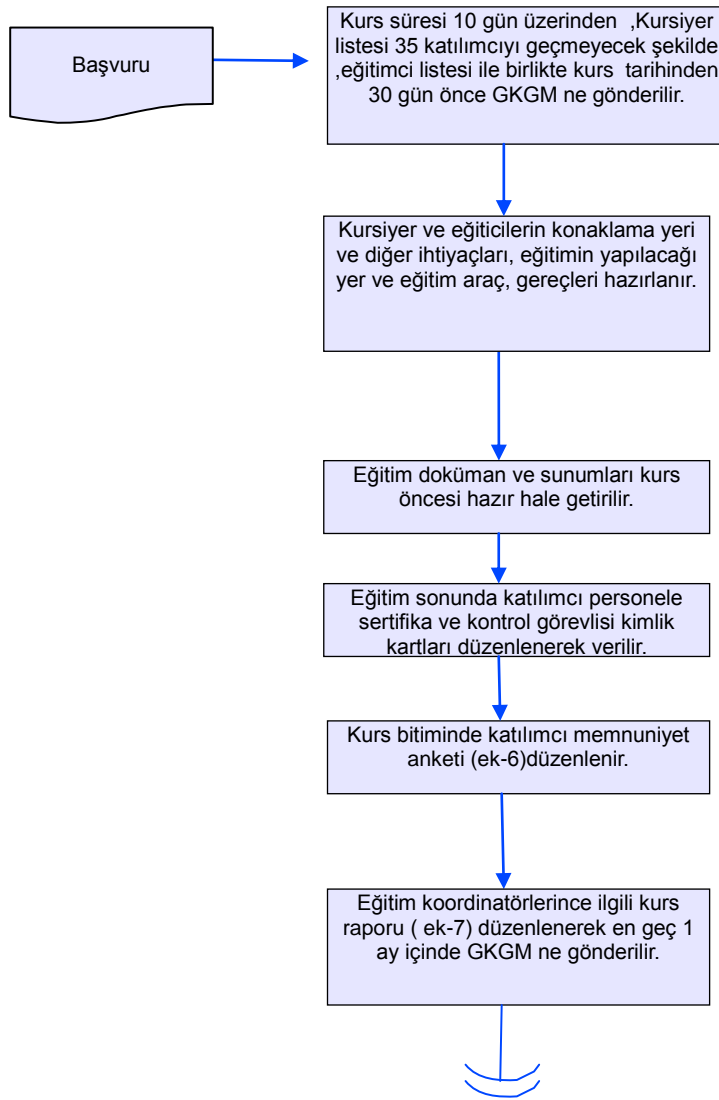 Başvuru
Kurs süresi 10 gün üzerinden ,Kursiyer
listesi 35 katılımcıyı geçmeyecek şekilde
,eğitimci listesi ile birlikte kurs tarihinden
30 gün önce GKGM ne gönderilir.
Kursiyer ve eğiticilerin konaklama yeri
ve diğer ihtiyaçları, eğitimin yapılacağı
yer ve eğitim araç, gereçleri hazırlanır.
Eğitim doküman ve sunumları kurs
öncesi hazır hale getirilir.
Eğitim sonunda katılımcı personele
sertifika ve kontrol görevlisi kimlik
kartları düzenlenerek verilir.
Kurs bitiminde katılımcı memnuniyet
anketi (ek-6)düzenlenir.
Eğitim koordinatörlerince ilgili kurs
raporu ( ek-7) düzenlenerek en geç 1
ay içinde GKGM ne gönderilir.